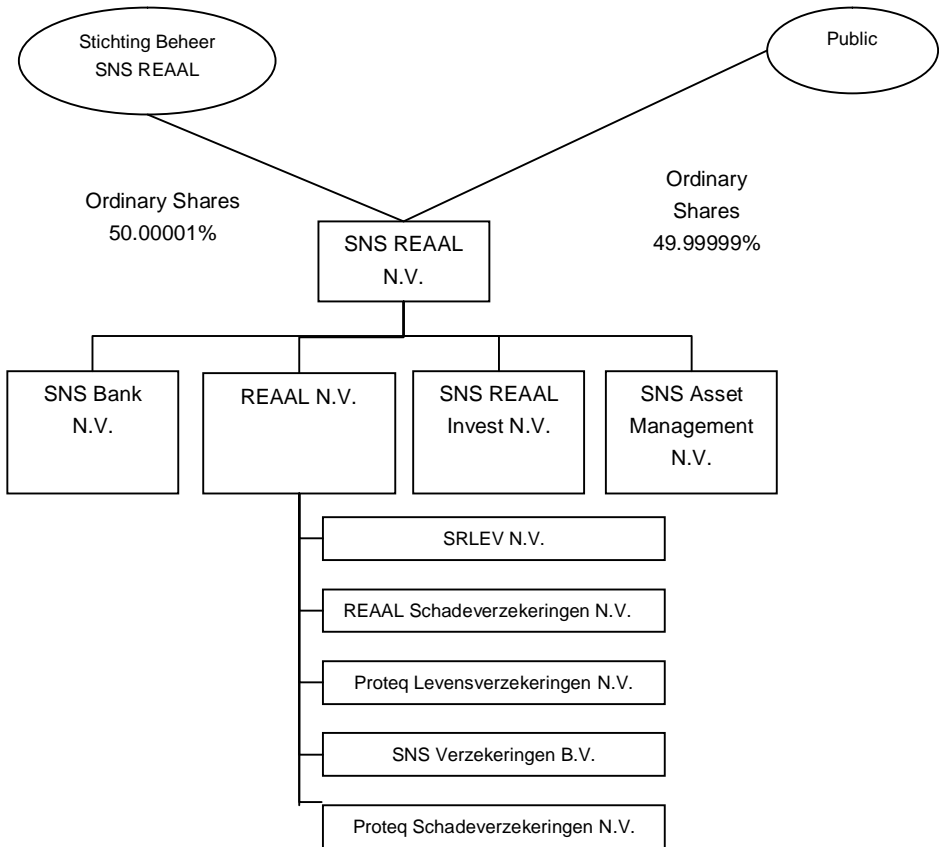 Stichting Beheer
SNS REAAL
Public
Ordinary Shares
50.00001%
Ordinary
Shares
49.99999%
SNS REAAL
N.V.
SNS Bank
N.V.
REAAL N.V.
SNS REAAL
Invest N.V.
SNS Asset
Management
N.V.
SRLEV N.V.
REAAL Schadeverzekeringen N.V.
Proteq Levensverzekeringen N.V.
SNS Verzekeringen B.V.
Proteq Schadeverzekeringen N.V.